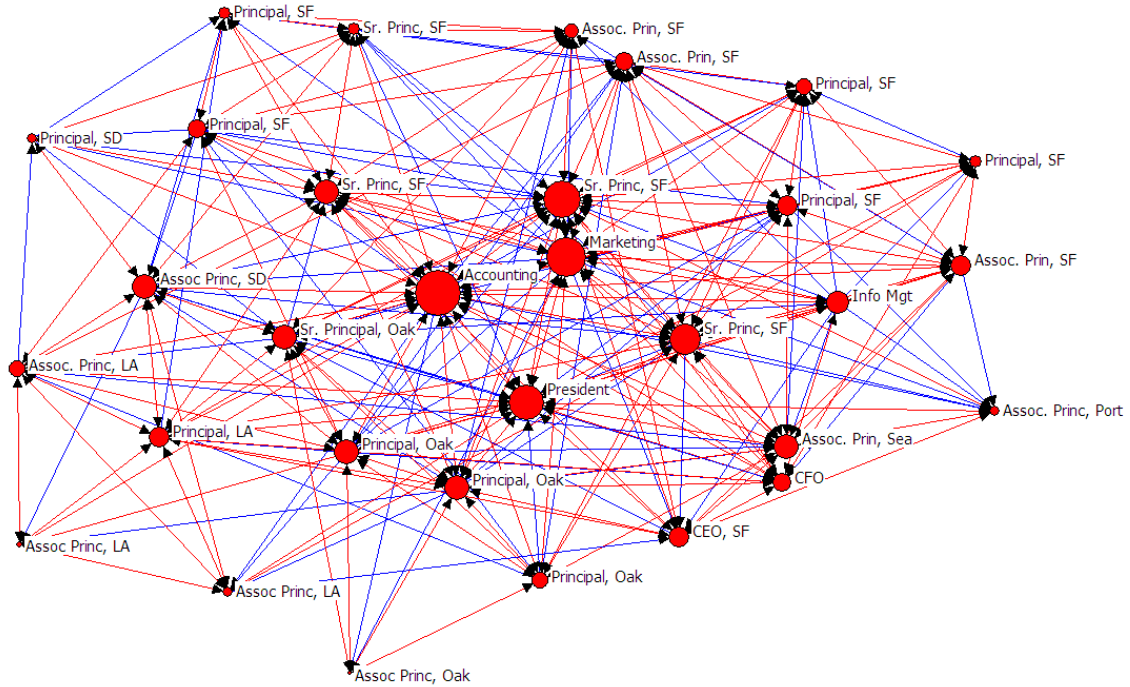 Principal, SF
Sr. Princ, SF
Assoc. Prin, SF
Assoc. Prin, SF
Principal, SF
Principal, SD
Principal, SF
Principal, SF
Sr. Princ, SF
Sr. Princ, SF
Principal, SF
Marketing
Assoc. Prin, SF
Accounting
Assoc Princ, SD
Info Mgt
Sr. Principal, Oak
Sr. Princ, SF
Assoc. Princ, LA
President
Assoc. Princ, Port
Principal, LA
Principal, Oak
Assoc. Prin, Sea
Principal, Oak
CFO
CEO, SF
Assoc Princ, LA
Principal, Oak
Assoc Princ, LA
Assoc Princ, Oak